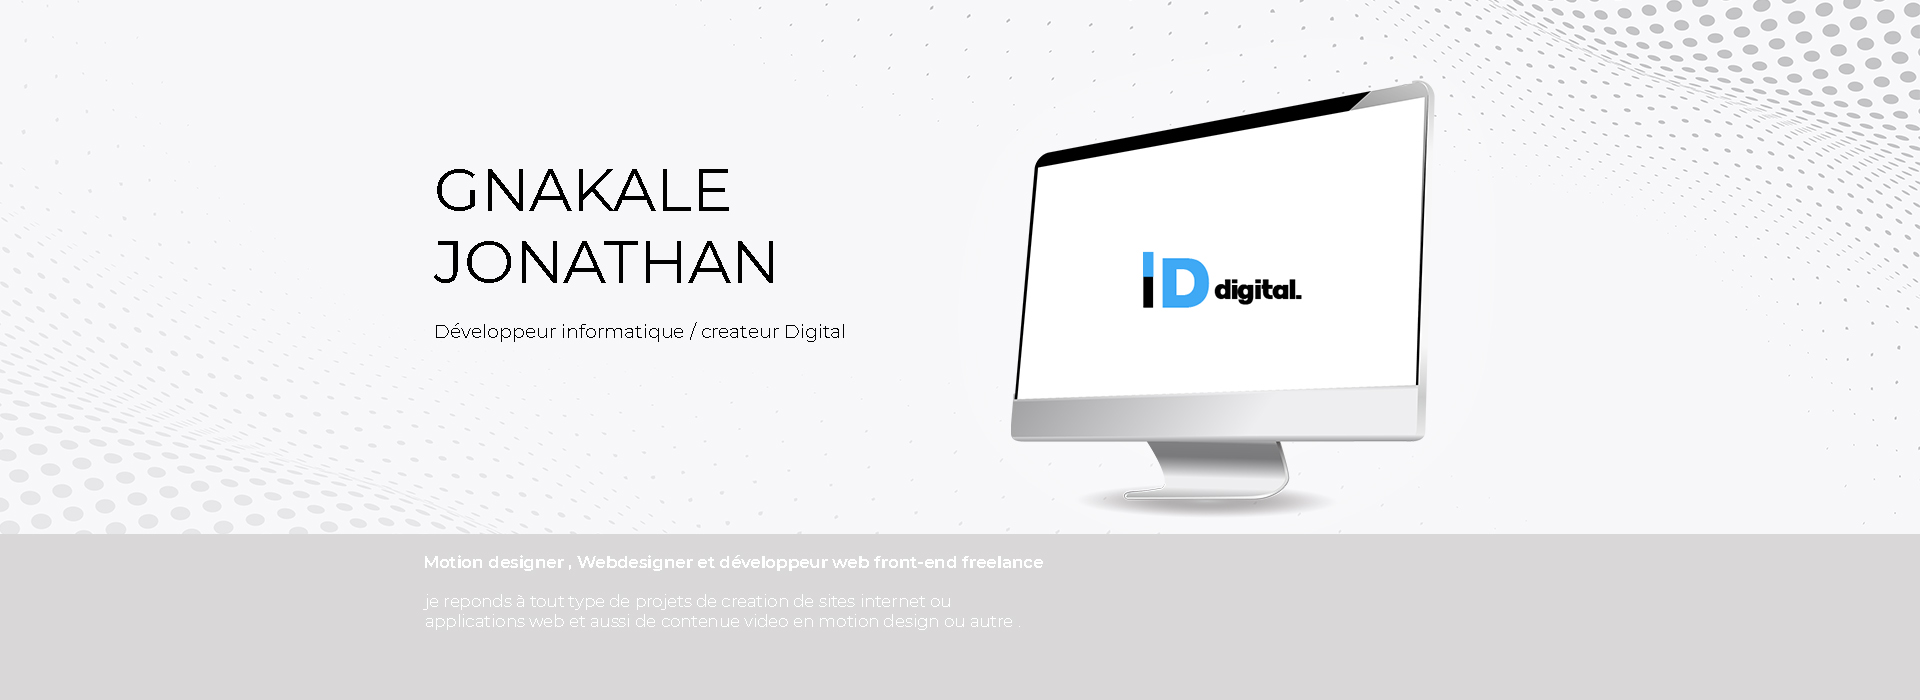 GNAKALE
JONATHAN
Développeur informatique / createur Digital
ID digital.
Motion designer , Webdesigner et développeur web front-end freelance
je reponds à tout type de projets de creation de sites internet ou
applications web et aussi de contenue video en motion design ou autre .